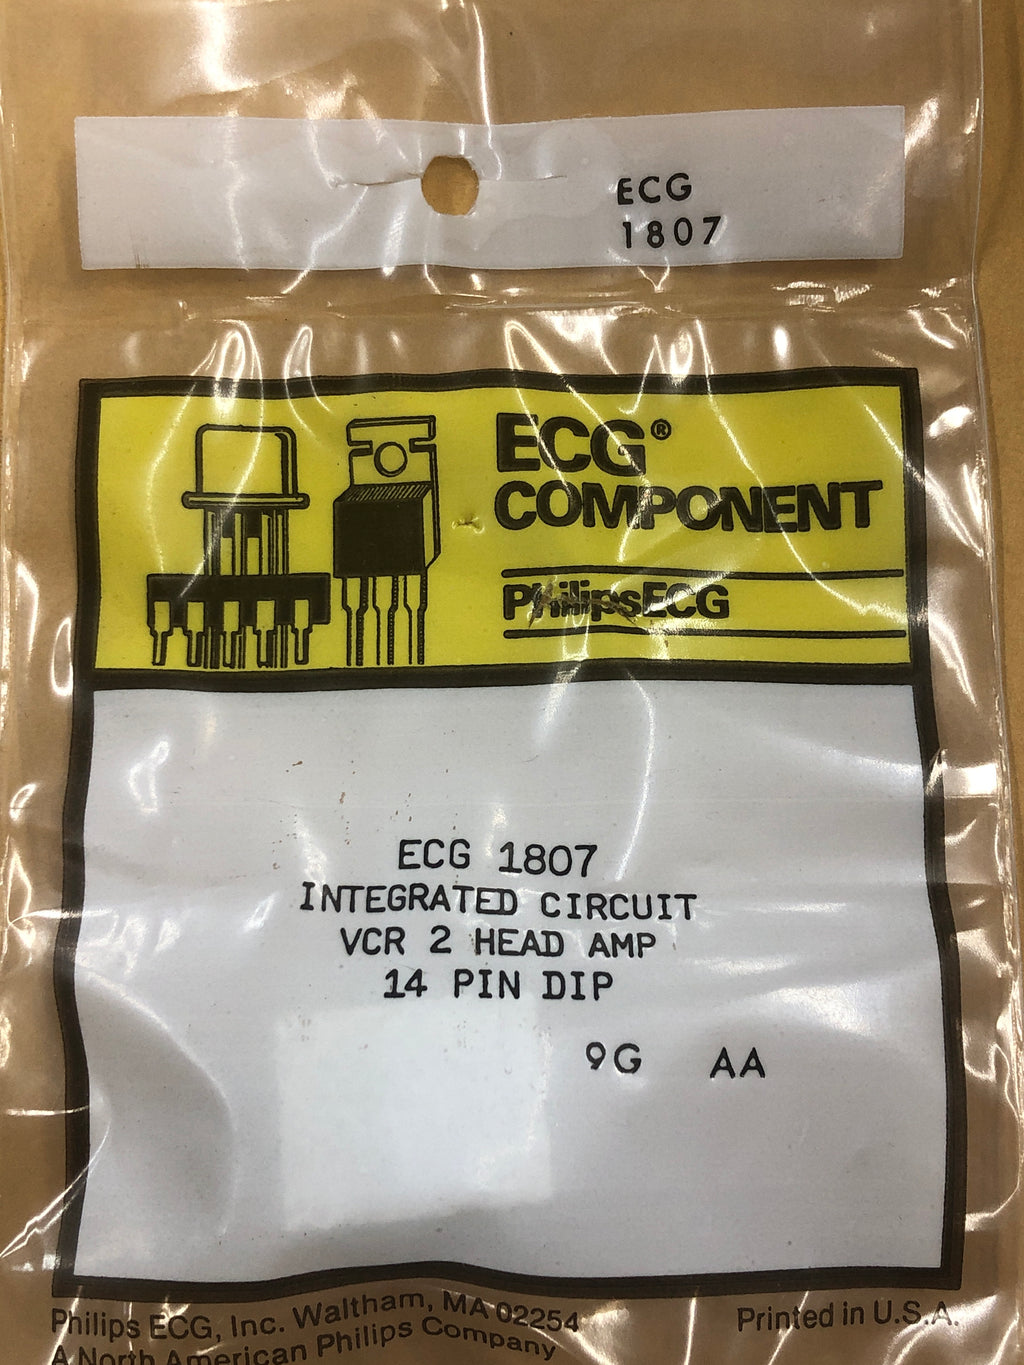 ECG
1807
ECG®
COMPONENT
PhilipsECG
ECG 1807
INTEGRATED CIRCUIT
VCR 2 HEAD AMP
14 PIN DIP
9G AA
Philips ECG, Inc. Waltham, MA 02254
Printed in U.S.A.
A North American Philips Company